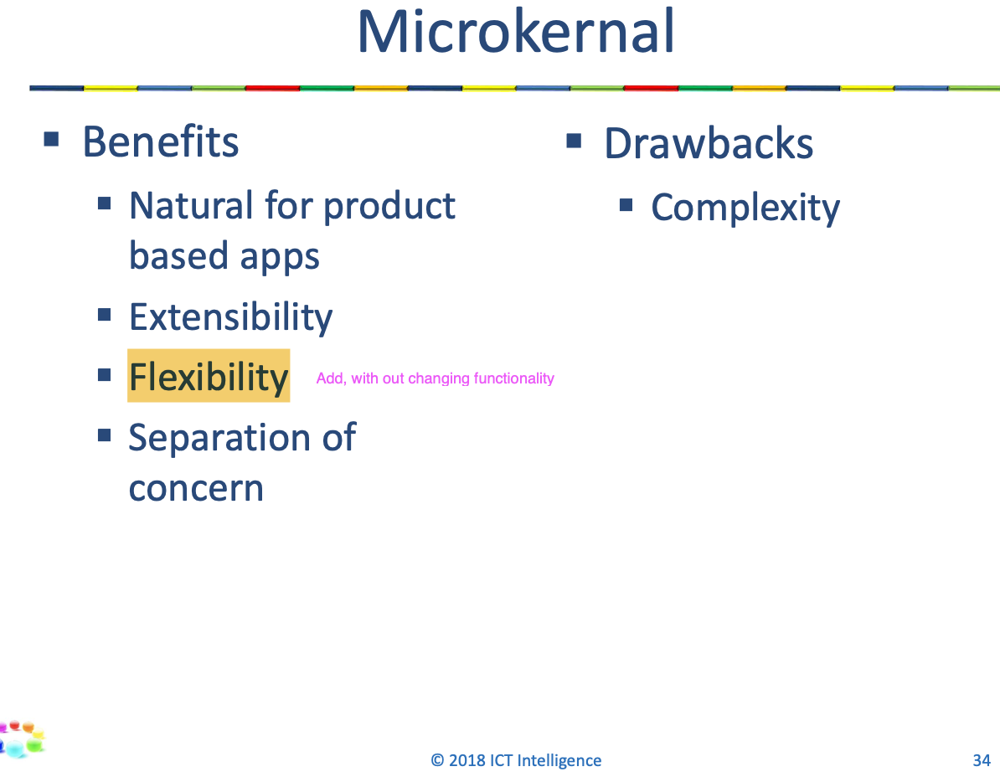 Microkernal
Benefits
Natural for product
based apps
Extensibility
Flexibility
Add, with out changing functionality
Separation of
concern
Drawbacks
Complexity
© 2018 ICT Intelligence
34